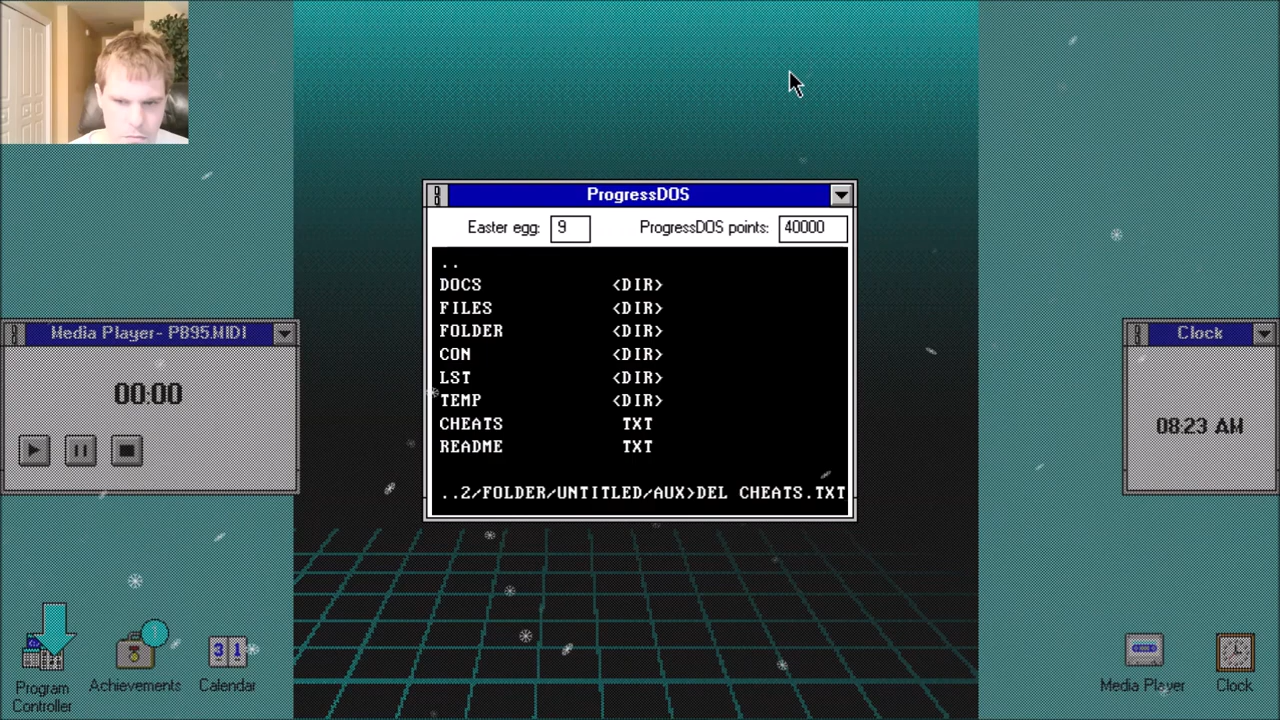 ProgressDOS
Easter egg: 9 ProgressDOS points: 40000
..
DOCS <DIR>
FILES <DIR>
FOLDER <DIR>
CON <DIR>
LST <DIR>
TEMP <DIR>
CHEATS TXT
README TXT
..2/FOLDER/UNTITLED/AUX>DEL CHEATS.TXT
Media Player- PB95.MIDI
00:00
Clock
08:23 AM
Program
Controller
Achievements
31
Calendar
Media Player
Clock